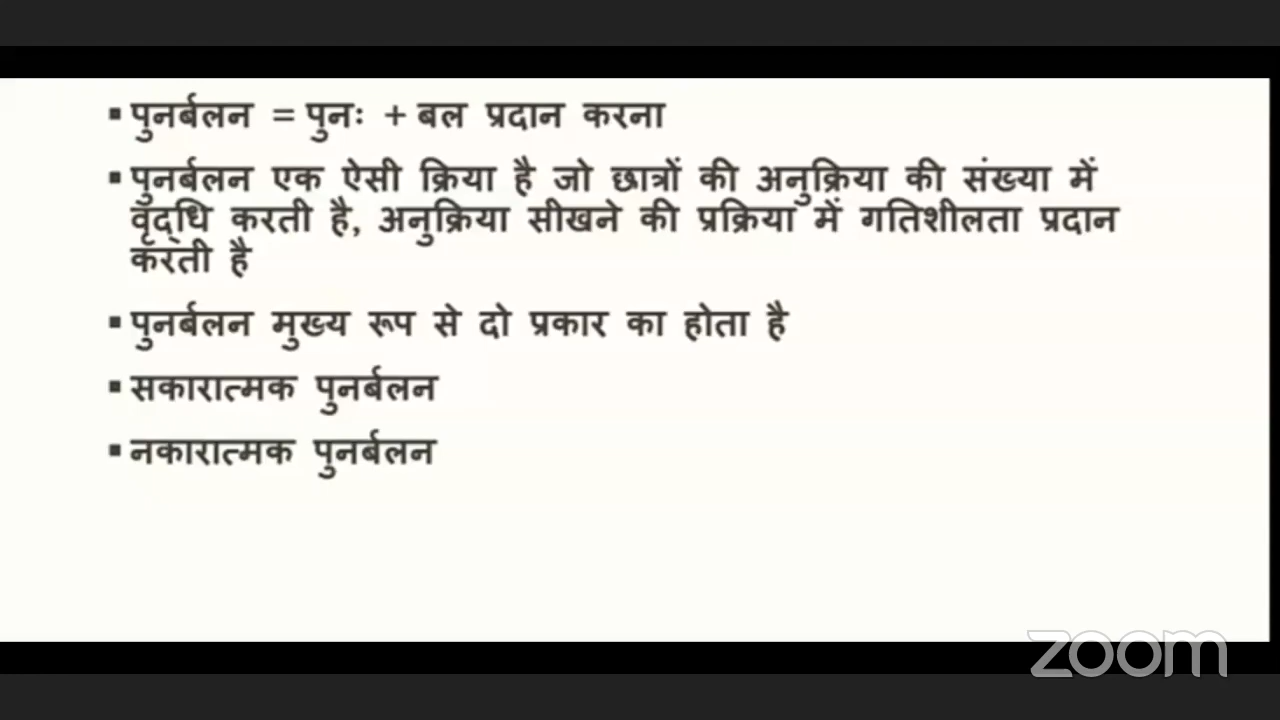 ▪ पुनर्बलन = पुनः + बल प्रदान करना
▪ पुनर्बलन एक ऐसी क्रिया है जो छात्रों की अनुक्रिया की संख्या में
वृद्धि करती है, अनुक्रिया सीखने की प्रक्रिया में गतिशीलता प्रदान
करती है
▪ पुनर्बलन मुख्य रूप से दो प्रकार का होता है
▪ सकारात्मक पुनर्बलन
▪ नकारात्मक पुनर्बलन
zoom